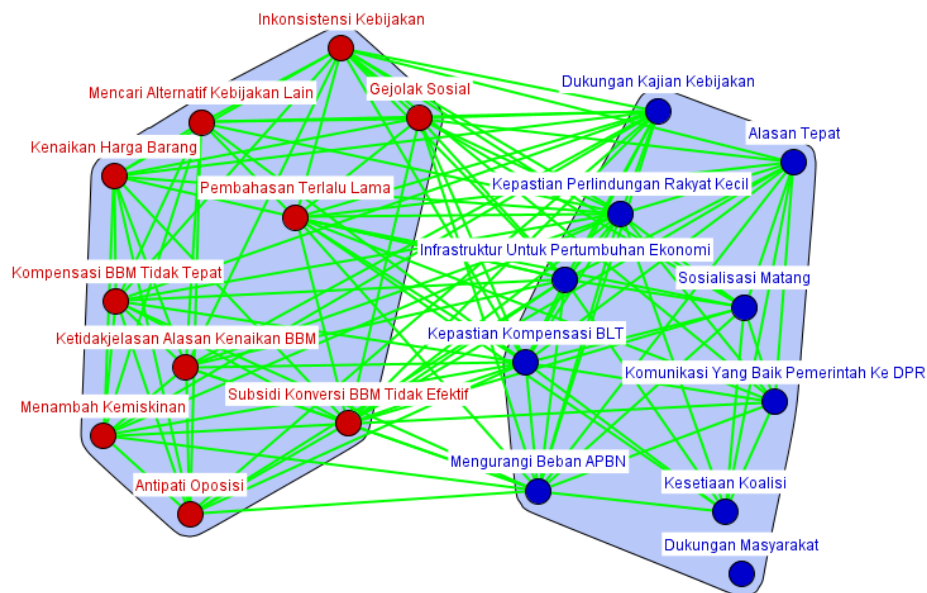 Inkonsistensi Kebijakan
Mencari Alternatif Kebijakan Lain
Gejolak Sosial
Kenaikan Harga Barang
Pembahasan Terlalu Lama
Kompensasi BBM Tidak Tepat
Ketidakjelasan Alasan Kenaikan BBM
Menambah Kemiskinan
Subsidi Konversi BBM Tidak Efektif
Antipati Oposisi
Dukungan Kajian Kebijakan
Alasan Tepat
Kepastian Perlindungan Rakyat Kecil
Infrastruktur Untuk Pertumbuhan Ekonomi
Sosialisasi Matang
Kepastian Kompensasi BLT
Komunikasi Yang Baik Pemerintah Ke DPR
Mengurangi Beban APBN
Kesetiaan Koalisi
Dukungan Masyarakat